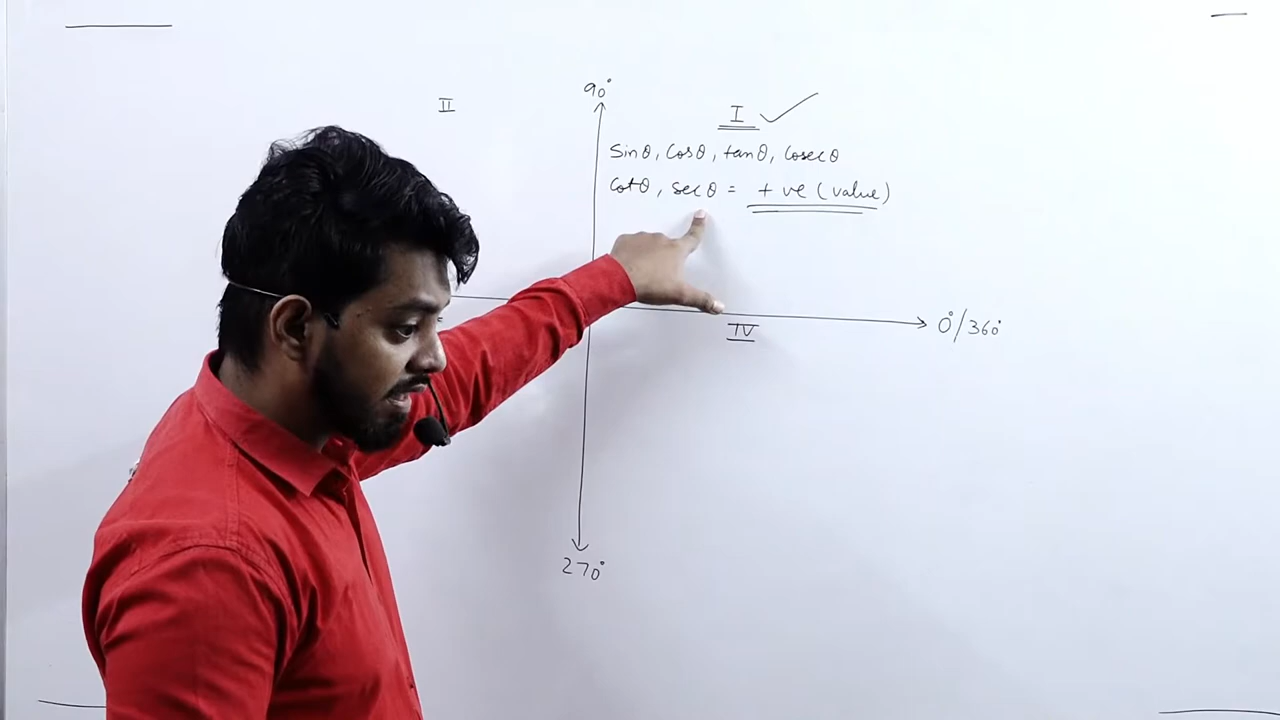 90°
II
I
sinθ, cosθ, tanθ, cosecθ
cotθ, secθ = +ve (value)
0°/360°
IV
270°